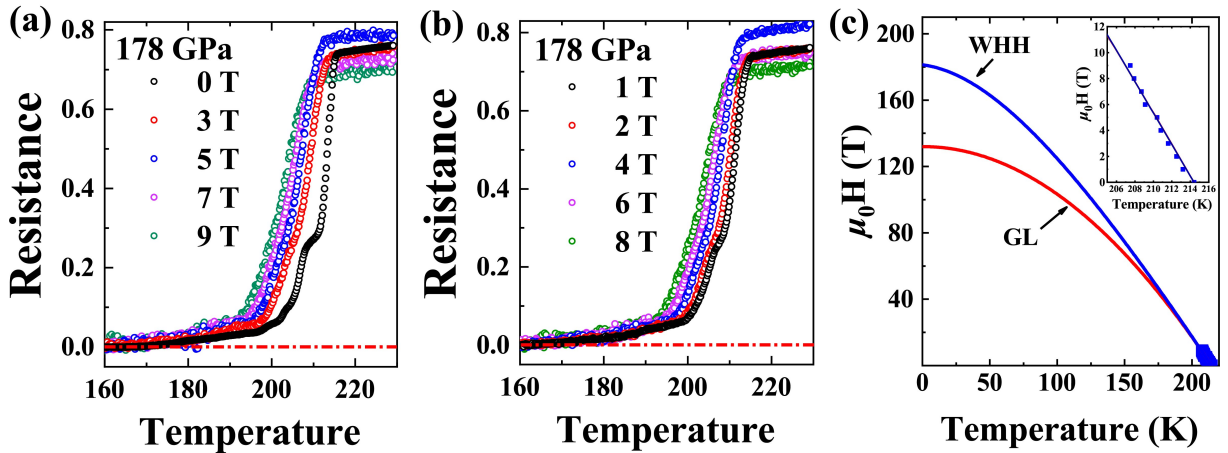 (a)
178 GPa
0 T
3 T
5 T
7 T
9 T
Resistance
0.8
0.6
0.4
0.2
0.0
160 180 200 220
Temperature
(b)
178 GPa
1 T
2 T
4 T
6 T
8 T
Resistance
0.8
0.6
0.4
0.2
0.0
160 180 200 220
Temperature
(c)
μ₀H (T)
200
160
120
80
40
0 50 100 150 200
Temperature (K)
WHH
GL
μ₀H (T)
12
10
8
6
4
2
0
206 208 210 212 214 216
Temperature (K)